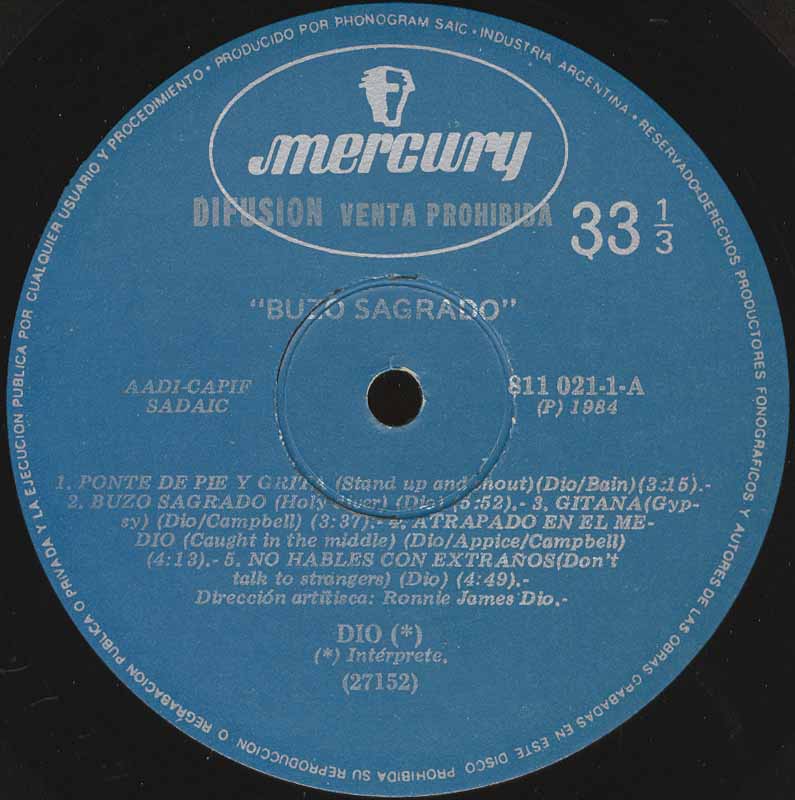 PRODUCIDO POR PHONOGRAM SAIC · INDUSTRIA ARGENTINA · RESERVADOS DERECHOS PRODUCTORES FONOGRAFICOS Y AUTORES DE LAS OBRAS GRABADAS EN ESTE DISCO PROHIBIDA SU REPRODUCCION O REGRABACION PUBLICA O PRIVADA Y LA EJECUCION PUBLICA POR CUALQUIER USUARIO Y PROCEDIMIENTO ·
mercury
DIFUSION VENTA PROHIBIDA
33 1/3
"BUZO SAGRADO"
AADI-CAPIF
SADAIC
811 021-1-A
(P) 1984
1. PONTE DE PIE Y GRITA (Stand up and shout)(Dio/Bain)(3:15).-
2. BUZO SAGRADO (Holy diver) (Dio) (5:52).- 3. GITANA(Gyp-
sy) (Dio/Campbell) (3:37).- 4. ATRAPADO EN EL ME-
DIO (Caught in the middle) (Dio/Appice/Campbell)
(4:13).- 5. NO HABLES CON EXTRAÑOS(Don't
talk to strangers) (Dio) (4:49).-
Dirección artítisca: Ronnie James Dio.-
DIO (*)
(*) Intérprete.
(27152)